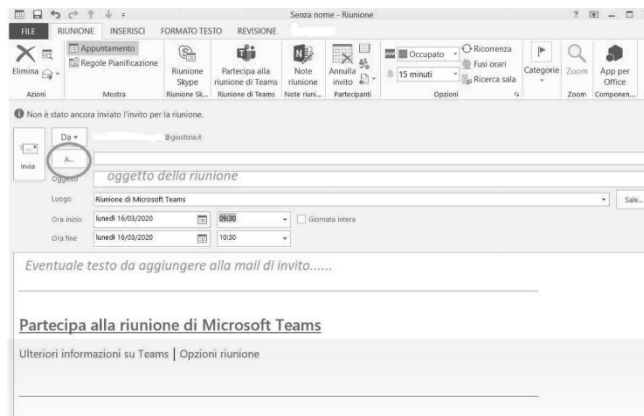 Senza nome - Riunione
FILE RIUNIONE INSERISCI FORMATO TESTO REVISIONE
Elimina
Appuntamento
Regole Pianificazione
Riunione Skype
Partecipa alla riunione di Teams
Note riunione
Annulla invito
Occupato
15 minuti
Ricorrenza
Fusi orari
Ricerca sala
Categorie
Zoom
App per Office
Azioni Mostra Riunione Sk... Riunione di Teams Note riuni... Partecipanti Opzioni Zoom Componen...
Non è stato ancora inviato l'invito per la riunione.
Invia
Da @giustizia.it
A...
Oggetto oggetto della riunione
Luogo Riunione di Microsoft Teams Sale...
Ora inizio lunedì 16/03/2020 09:30 Giornata intera
Ora fine lunedì 16/03/2020 10:30
Eventuale testo da aggiungere alla mail di invito......
Partecipa alla riunione di Microsoft Teams
Ulteriori informazioni su Teams | Opzioni riunione